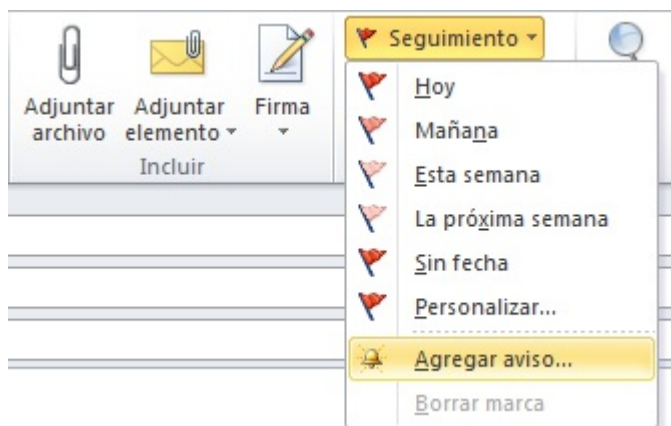 Seguimiento
Adjuntar archivo
Adjuntar elemento
Firma
Incluir
Hoy
Mañana
Esta semana
La próxima semana
Sin fecha
Personalizar...
Agregar aviso...
Borrar marca